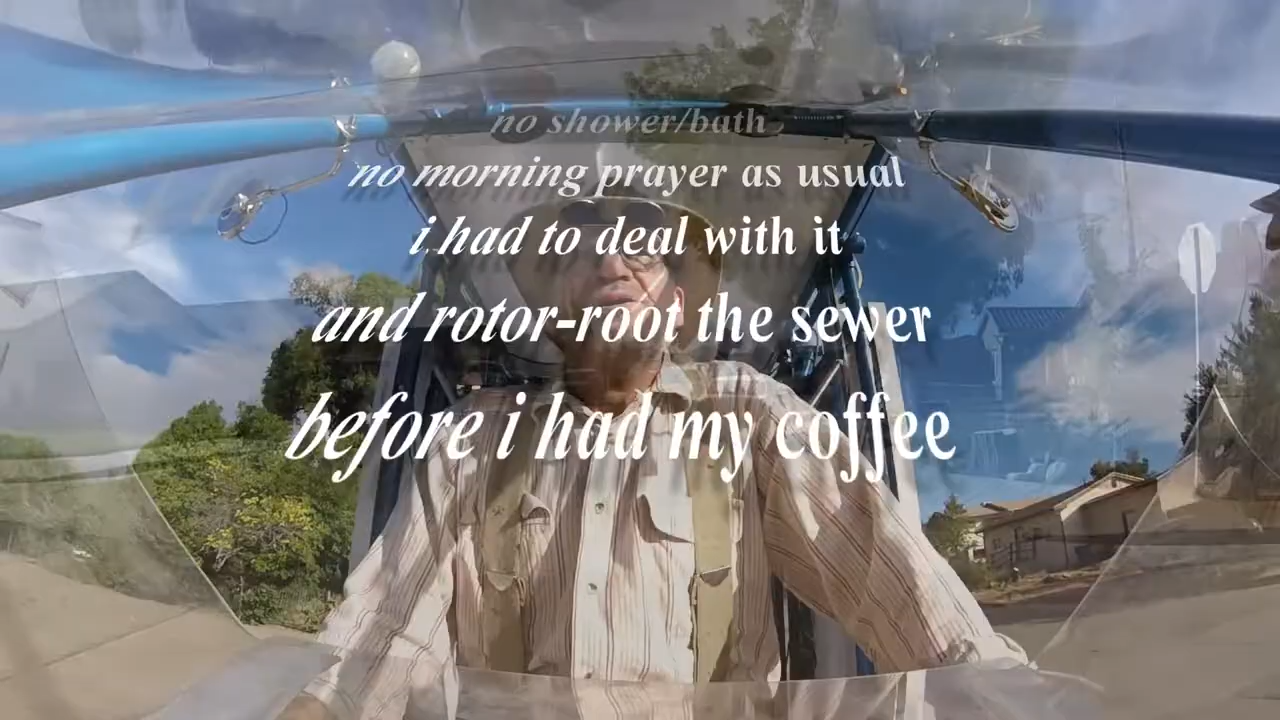 no shower/bath
no morning prayer as usual
i had to deal with it
and rotor-root the sewer
before i had my coffee